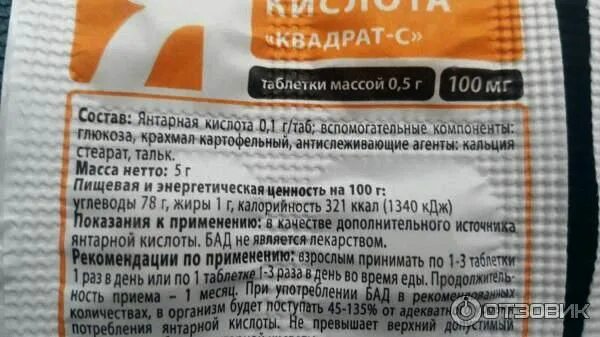 КИСЛОТА
«КВАДРАТ-С»
таблетки массой 0,5 г 100 мг
Состав: Янтарная кислота 0,1 г/таб; вспомогательные компоненты:
глюкоза, крахмал картофельный, антислеживающие агенты: кальция
стеарат, тальк.
Масса нетто: 5 г
Пищевая и энергетическая ценность на 100 г:
углеводы 78 г, жиры 1 г, калорийность 321 ккал (1340 кДж)
Показания к применению: в качестве дополнительного источника
янтарной кислоты. БАД не является лекарством.
Рекомендации по применению: взрослым принимать по 1-3 таблетки
1 раз в день или по 1 таблетке 1-3 раза в день во время еды. Продолжитель-
ность приема – 1 месяц. При употреблении БАД в рекомендованных
количествах, в организм будет поступать 45-135% от
потребления янтарной кислоты. Не превышает верхний допустимый
ОТЗОВИК